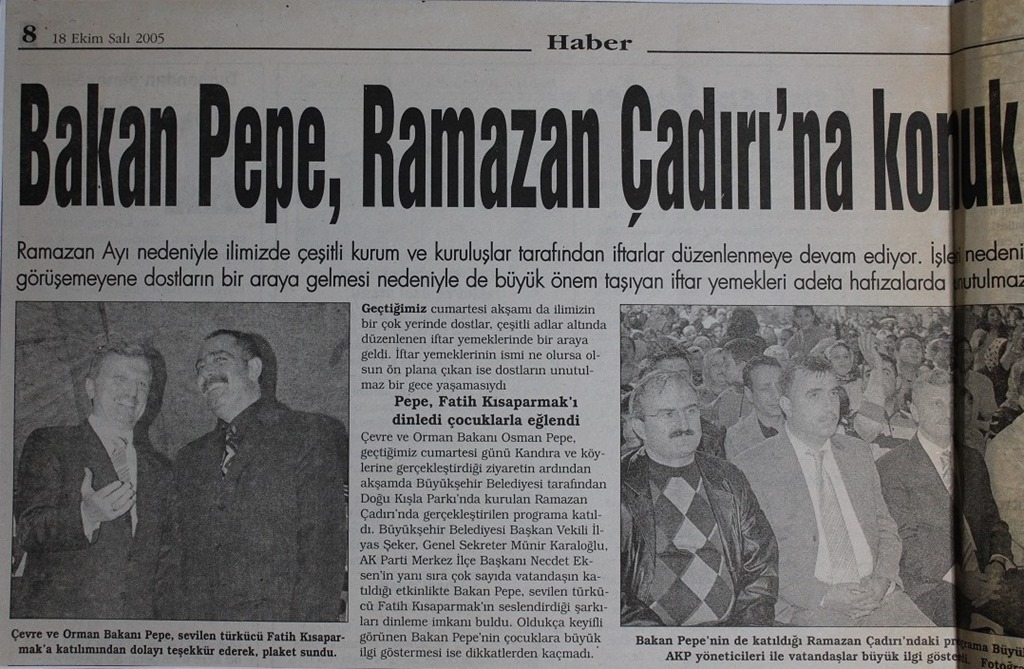 8 18 Ekim Salı 2005
Haber
Bakan Pepe, Ramazan Çadırı'na konuk
Ramazan Ayı nedeniyle ilimizde çeşitli kurum ve kuruluşlar tarafından iftarlar düzenlenmeye devam ediyor. İşleri nedeni
görüşemeyene dostların bir araya gelmesi nedeniyle de büyük önem taşıyan iftar yemekleri adeta hafızalarda unutulmaz
Geçtiğimiz cumartesi akşamı da ilimizin
bir çok yerinde dostlar, çeşitli adlar altında
düzenlenen iftar yemeklerinde bir araya
geldi. İftar yemeklerinin ismi ne olursa ol-
sun ön plana çıkan ise dostların unutul-
maz bir gece yaşamasıydı
Pepe, Fatih Kısaparmak'ı
dinledi çocuklarla eğlendi
Çevre ve Orman Bakanı Osman Pepe,
geçtiğimiz cumartesi günü Kandıra ve köy-
lerine gerçekleştirdiği ziyaretin ardından
akşamda Büyükşehir Belediyesi tarafından
Doğu Kışla Parkı'nda kurulan Ramazan
Çadırı'nda gerçekleştirilen programa katıl-
dı. Büyükşehir Belediyesi Başkan Vekili İl-
yas Şeker, Genel Sekreter Münir Karaloğlu,
AK Parti Merkez İlçe Başkanı Necdet Ek-
sen'in yanı sıra çok sayıda vatandaşın ka-
tıldığı etkinlikte Bakan Pepe, sevilen türkü-
cü Fatih Kısaparmak'ın seslendirdiği şarkı-
ları dinleme imkanı buldu. Oldukça keyifli
görünen Bakan Pepe'nin çocuklara büyük
ilgi göstermesi ise dikkatlerden kaçmadı.
Çevre ve Orman Bakanı Pepe, sevilen türkücü Fatih Kısapar-
mak'a katılımından dolayı teşekkür ederek, plaket sundu.
Bakan Pepe'nin de katıldığı Ramazan Çadırı'ndaki programa Büyü
AKP yöneticileri ile vatandaşlar büyük ilgi gösterdi. Fotoğ